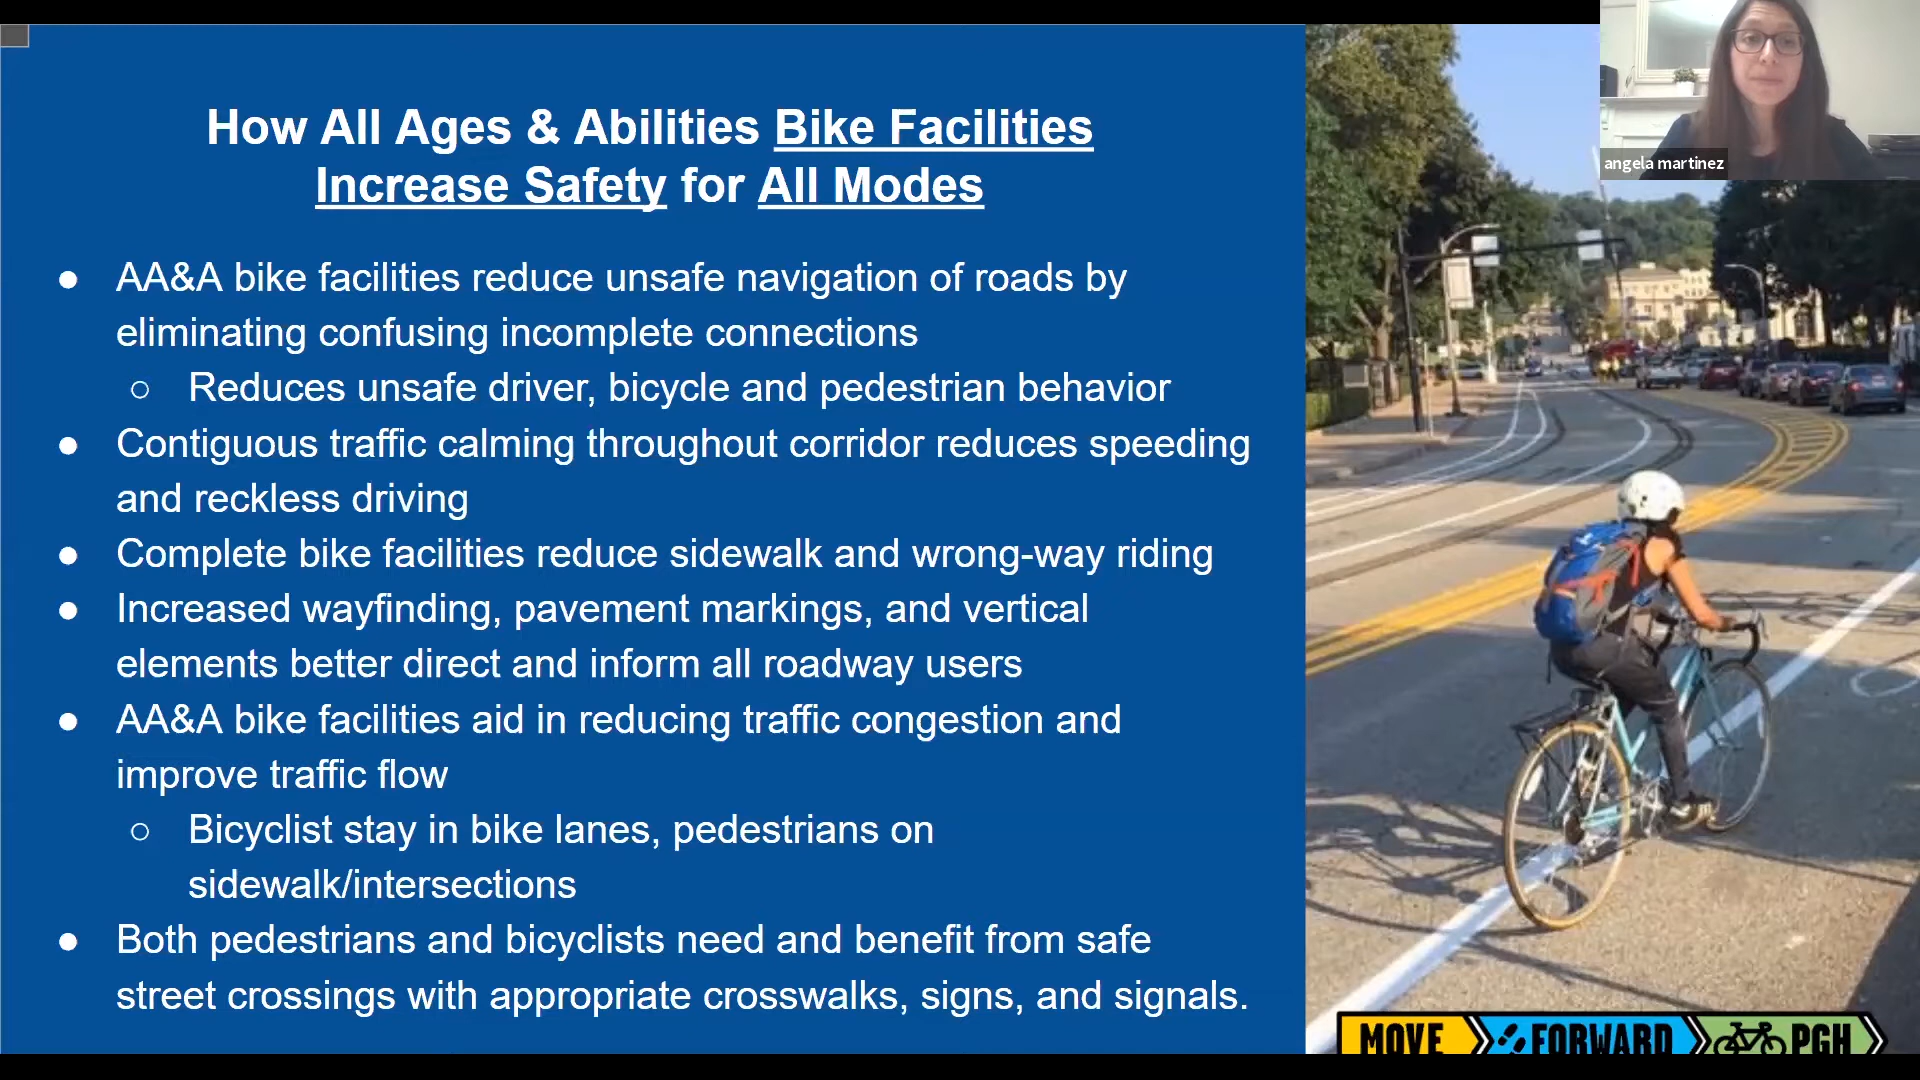 How All Ages & Abilities Bike Facilities
Increase Safety for All Modes
● AA&A bike facilities reduce unsafe navigation of roads by
eliminating confusing incomplete connections
○ Reduces unsafe driver, bicycle and pedestrian behavior
● Contiguous traffic calming throughout corridor reduces speeding
and reckless driving
● Complete bike facilities reduce sidewalk and wrong-way riding
● Increased wayfinding, pavement markings, and vertical
elements better direct and inform all roadway users
● AA&A bike facilities aid in reducing traffic congestion and
improve traffic flow
○ Bicyclist stay in bike lanes, pedestrians on
sidewalk/intersections
● Both pedestrians and bicyclists need and benefit from safe
street crossings with appropriate crosswalks, signs, and signals.
angela martinez
MOVE FORWARD PGH